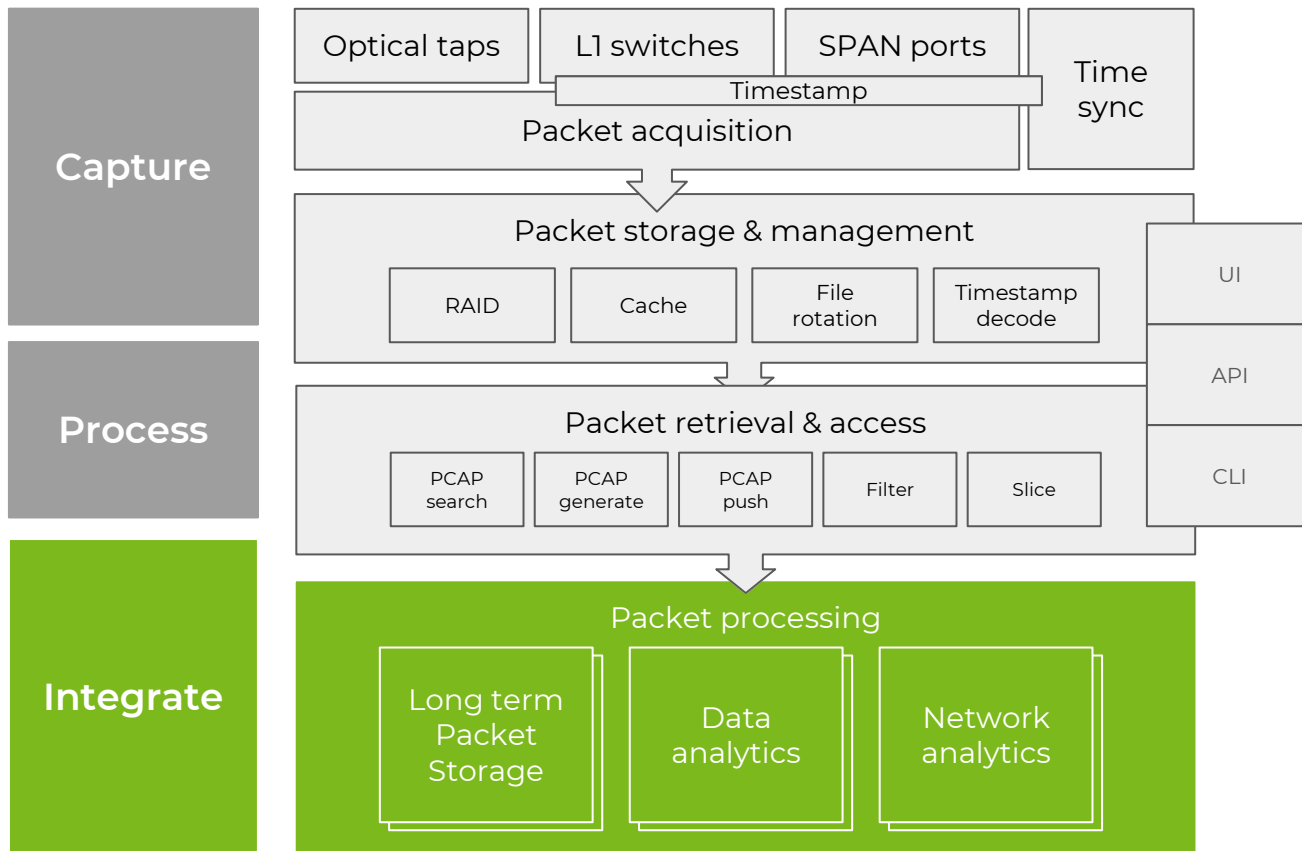 Capture
Optical taps
L1 switches
SPAN ports
Time
sync
Timestamp
Packet acquisition
Packet storage & management
RAID
Cache
File
rotation
Timestamp
decode
UI
API
CLI
Process
Packet retrieval & access
PCAP
search
PCAP
generate
PCAP
push
Filter
Slice
Integrate
Packet processing
Long term
Packet
Storage
Data
analytics
Network
analytics